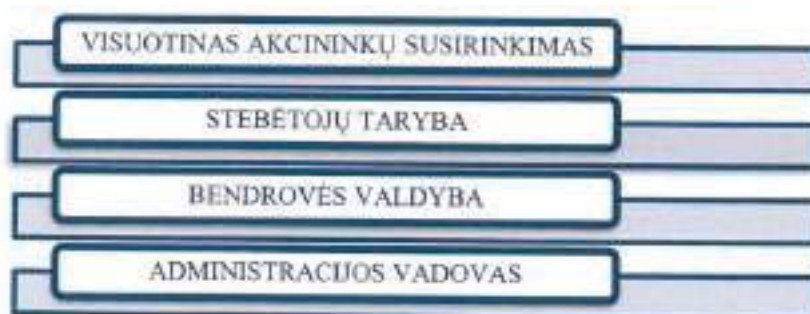 VISUOTINAS AKCININKŲ SUSIRINKIMAS
STEBĖTOJŲ TARYBA
BENDROVĖS VALDYBA
ADMINISTRACIJOS VADOVAS